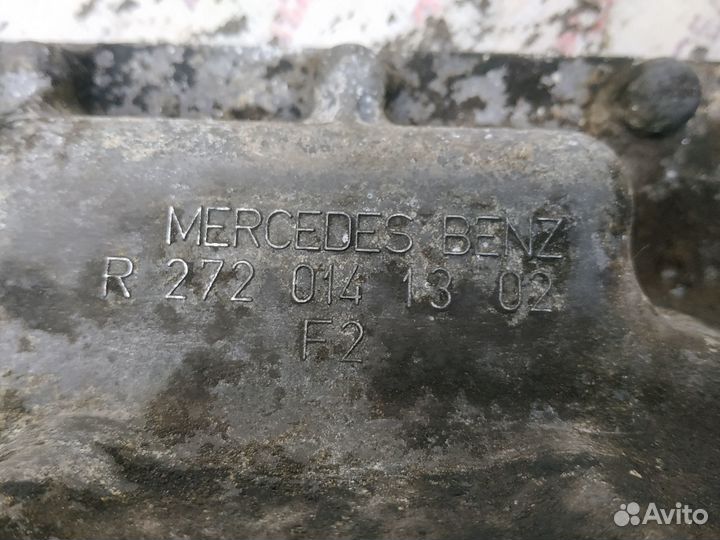 MERCEDES BENZ
R 272 014 13 02
F2
Avito